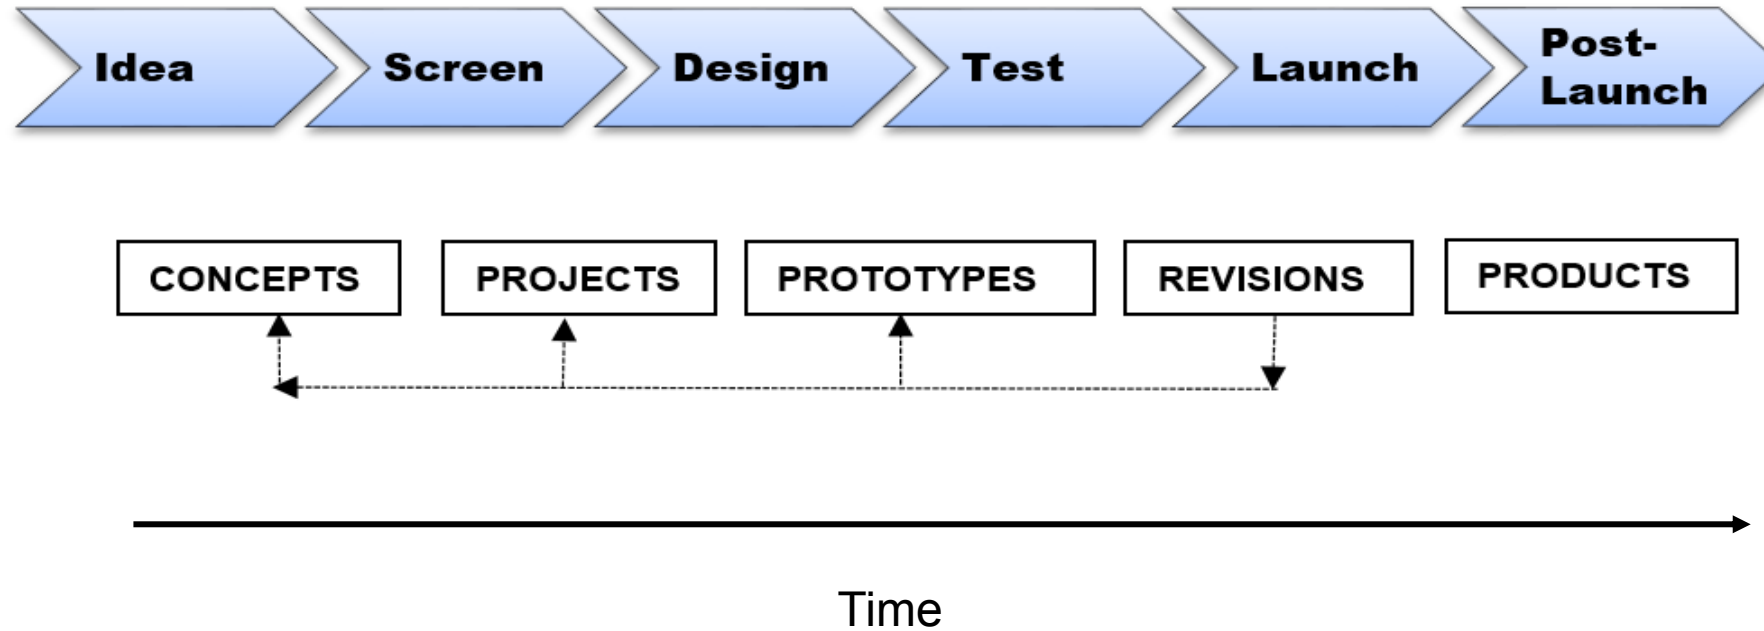 Idea
Screen
Design
Test
Launch
Post-
Launch
CONCEPTS
PROJECTS
PROTOTYPES
REVISIONS
PRODUCTS
Time